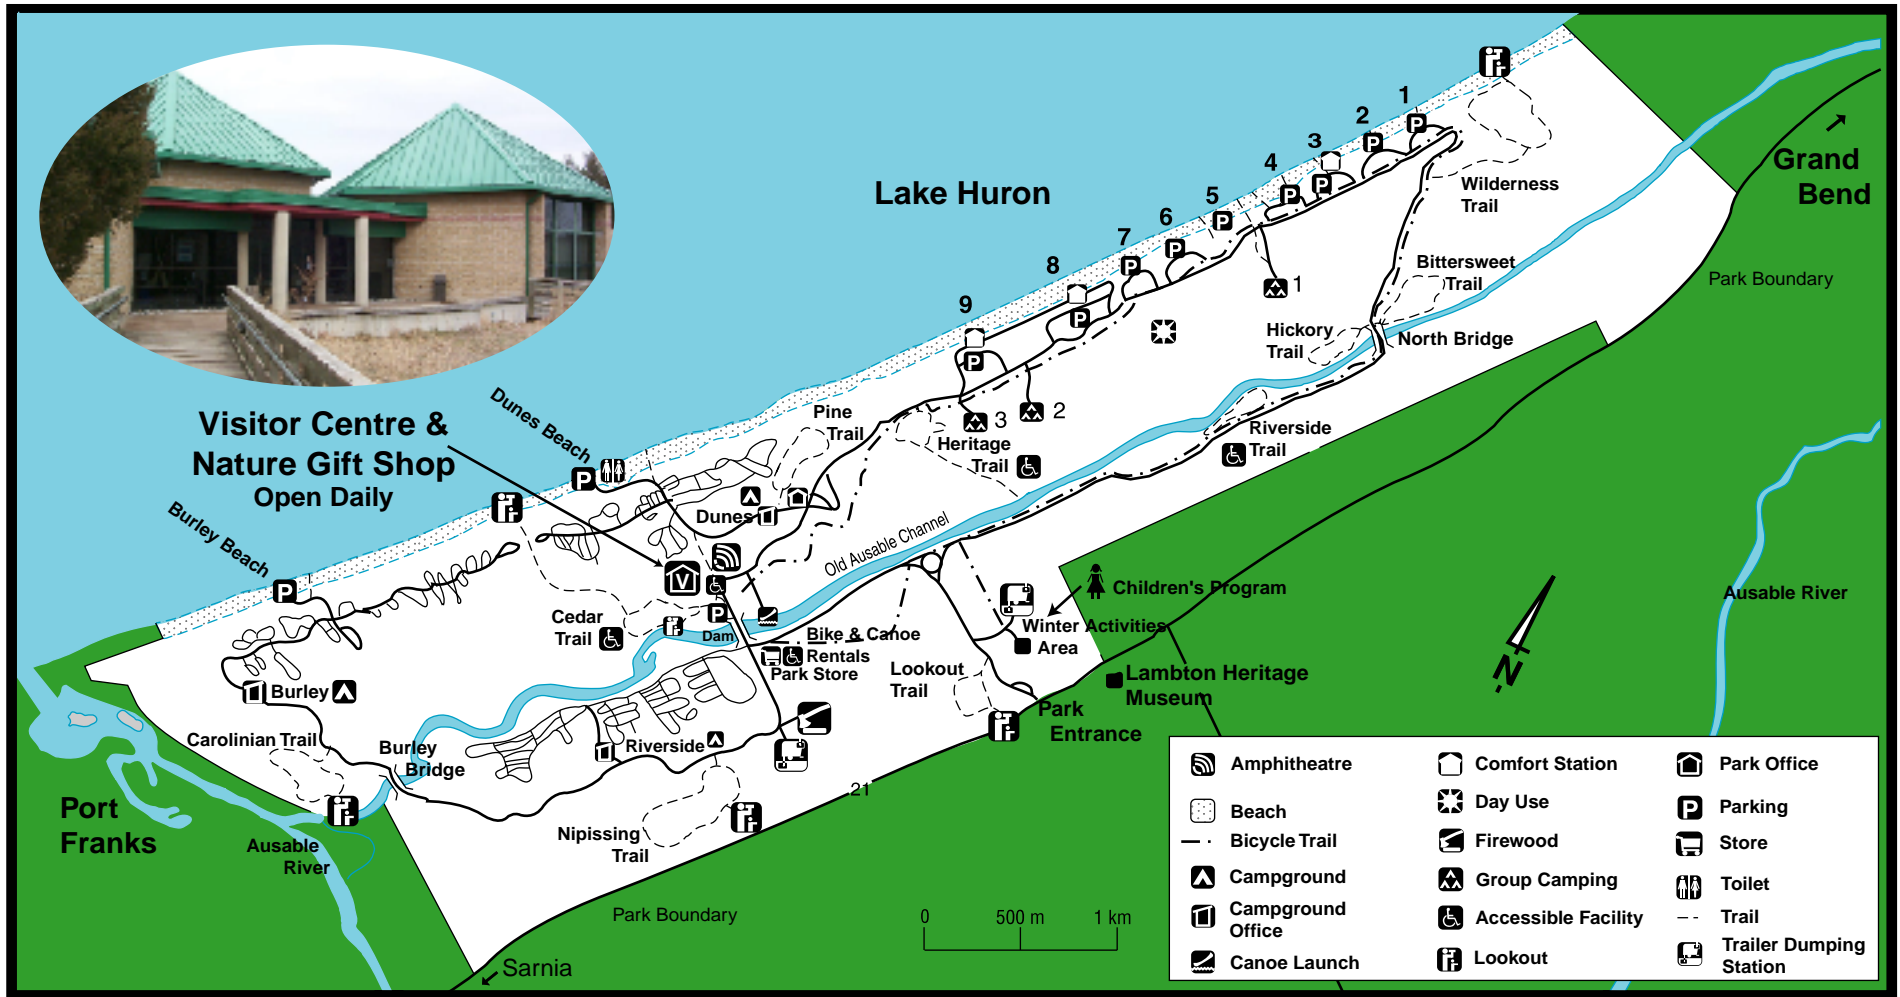 Lake Huron
Grand
Bend
Visitor Centre &
Nature Gift Shop
Open Daily
Dunes Beach
Burley Beach
1
2
3
4
5
6
7
8
9
Wilderness
Trail
Bittersweet
Trail
Park Boundary
1
Hickory
Trail
North Bridge
Pine
Trail
3
2
Heritage
Trail
Riverside
Trail
Dunes
P
V
Old Ausable Channel
Children's Program
Ausable River
Cedar
Trail
Dam
Bike & Canoe
Rentals
Park Store
Winter Activities
Area
Lookout
Trail
Lambton Heritage
Museum
Park
Entrance
N
Burley
Carolinian Trail
Burley
Bridge
Riverside
21
Port
Franks
Ausable
River
Nipissing
Trail
Park Boundary
Sarnia
0 500 m 1 km
Amphitheatre
Beach
Bicycle Trail
Campground
Campground
Office
Canoe Launch
Comfort Station
Day Use
Firewood
Group Camping
Accessible Facility
Lookout
Park Office
P Parking
Store
Toilet
Trail
Trailer Dumping
Station